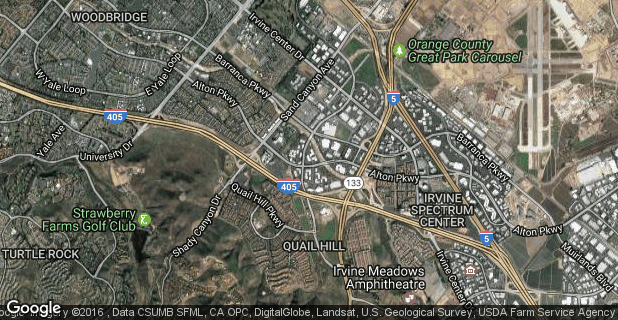 WOODBRIDGE
Irvine Center Dr
Orange County
Great Park Carousel
W Yale Loop
E Yale Loop
Barranca Pkwy
Alton Pkwy
Sand Canyon Ave
5
405
Barranca Pkwy
Yale Ave
University Dr
Alton Pkwy
133
405
Quail Hill Pkwy
IRVINE
SPECTRUM
CENTER
Strawberry
Farms Golf Club
Shady Canyon Dr
Alton Pkwy
5
QUAIL HILL
TURTLE ROCK
Muirlands Blvd
Irvine Meadows
Amphitheatre
Irvine Center Dr
Google
Imagery ©2016 , Data CSUMB SFML, CA OPC, DigitalGlobe, Landsat, U.S. Geological Survey, USDA Farm Service Agency